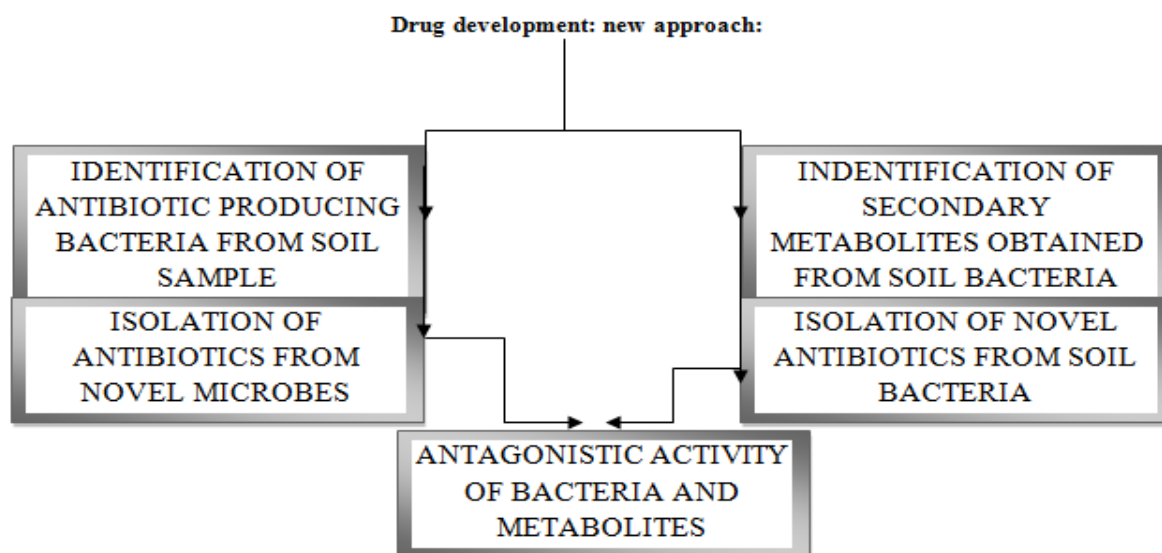 Drug development: new approach:
IDENTIFICATION OF
ANTIBIOTIC PRODUCING
BACTERIA FROM SOIL
SAMPLE
INDENTIFICATION OF
SECONDARY
METABOLITES OBTAINED
FROM SOIL BACTERIA
ISOLATION OF
ANTIBIOTICS FROM
NOVEL MICROBES
ISOLATION OF NOVEL
ANTIBIOTICS FROM SOIL
BACTERIA
ANTAGONISTIC ACTIVITY
OF BACTERIA AND
METABOLITES